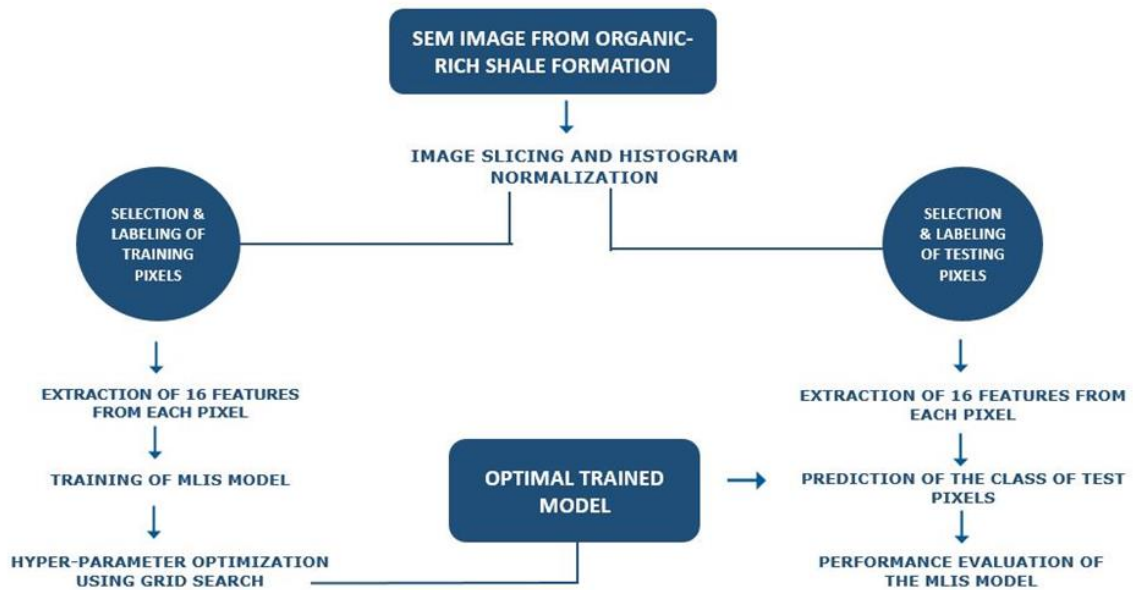 SEM IMAGE FROM ORGANIC-
RICH SHALE FORMATION
IMAGE SLICING AND HISTOGRAM
NORMALIZATION
SELECTION &
LABELING OF
TRAINING
PIXELS
SELECTION
& LABELING
OF TESTING
PIXELS
EXTRACTION OF 16 FEATURES
FROM EACH PIXEL
TRAINING OF MLIS MODEL
HYPER-PARAMETER OPTIMIZATION
USING GRID SEARCH
OPTIMAL TRAINED
MODEL
EXTRACTION OF 16 FEATURES FROM
EACH PIXEL
PREDICTION OF THE CLASS OF TEST
PIXELS
PERFORMANCE EVALUATION OF
THE MLIS MODEL